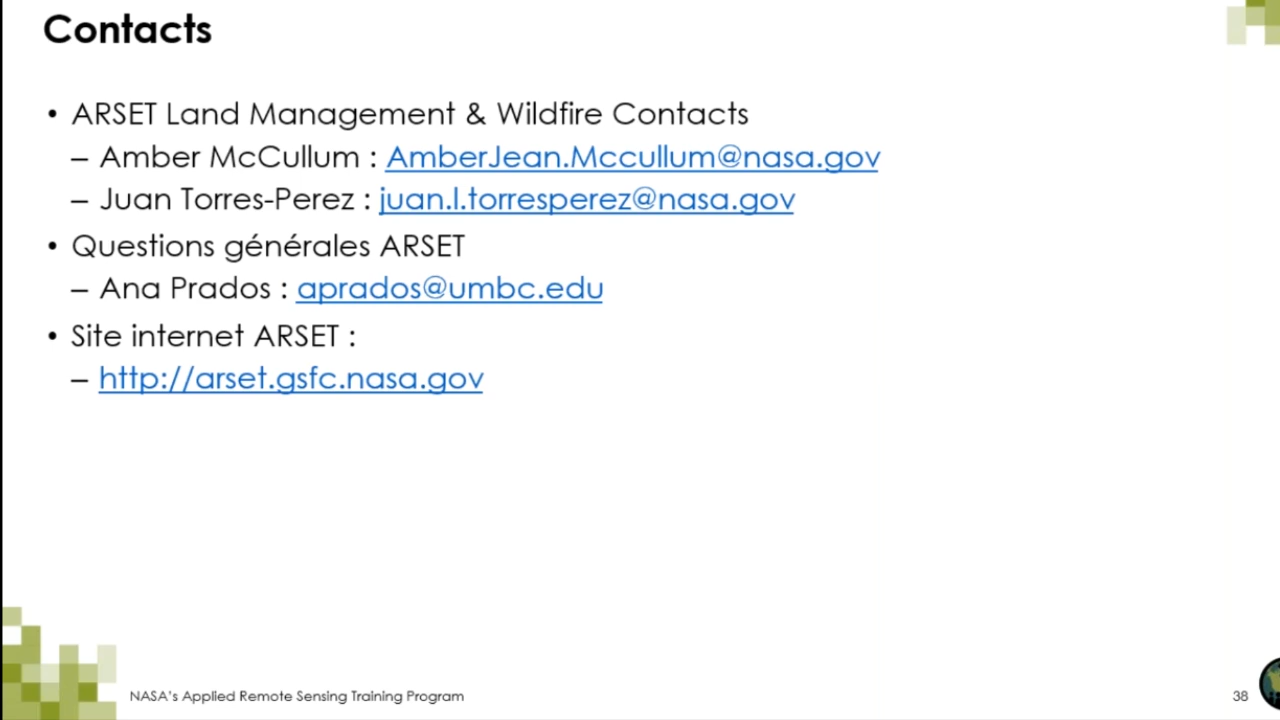 Contacts
• ARSET Land Management & Wildfire Contacts
– Amber McCullum : AmberJean.Mccullum@nasa.gov
– Juan Torres-Perez : juan.l.torresperez@nasa.gov
• Questions générales ARSET
– Ana Prados : aprados@umbc.edu
• Site internet ARSET :
– http://arset.gsfc.nasa.gov
NASA's Applied Remote Sensing Training Program
38